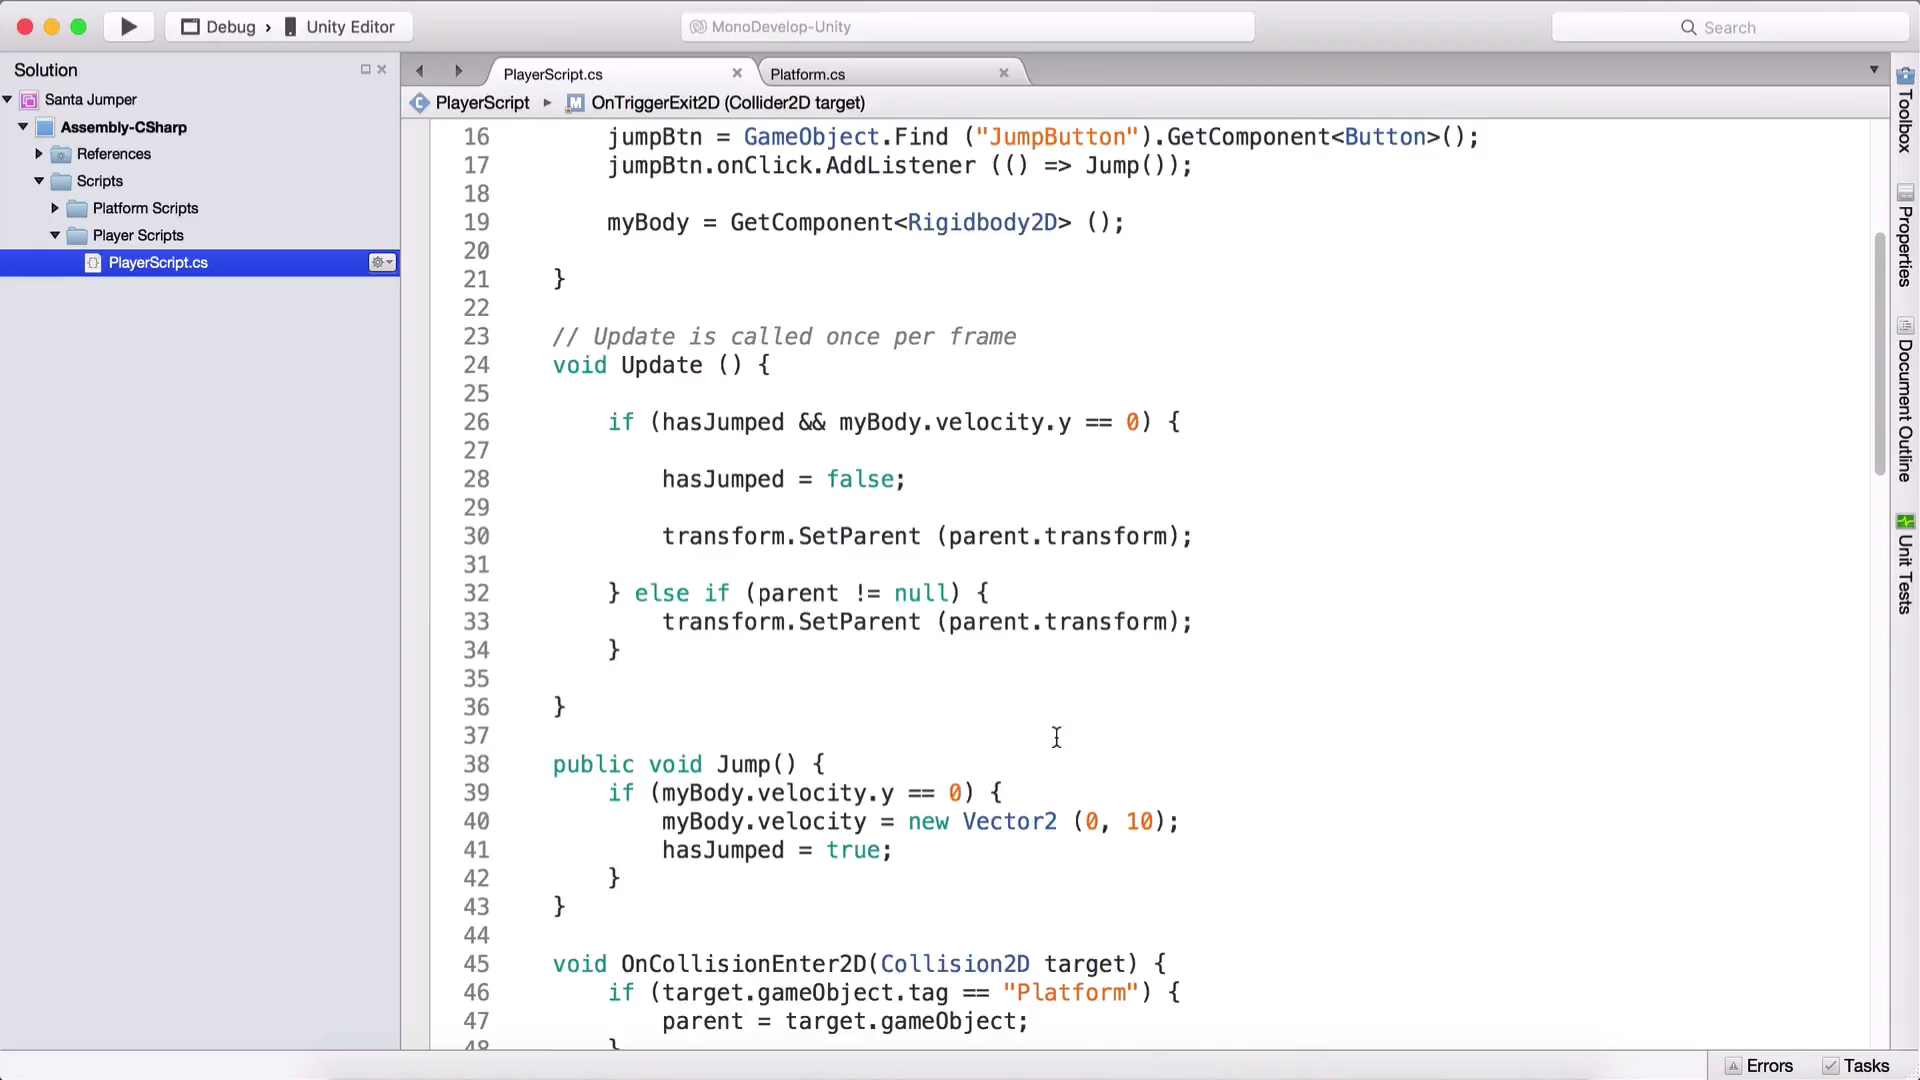 Debug › Unity Editor
MonoDevelop-Unity
Search
Solution
Santa Jumper
Assembly-CSharp
References
Scripts
Platform Scripts
Player Scripts
PlayerScript.cs
PlayerScript.cs
Platform.cs
PlayerScript
OnTriggerExit2D (Collider2D target)
16 jumpBtn = GameObject.Find ("JumpButton").GetComponent<Button>();
17 jumpBtn.onClick.AddListener (() => Jump());
18
19 myBody = GetComponent<Rigidbody2D> ();
20
21 }
22
23 // Update is called once per frame
24 void Update () {
25
26 if (hasJumped && myBody.velocity.y == 0) {
27
28 hasJumped = false;
29
30 transform.SetParent (parent.transform);
31
32 } else if (parent != null) {
33 transform.SetParent (parent.transform);
34 }
35
36 }
37
38 public void Jump() {
39 if (myBody.velocity.y == 0) {
40 myBody.velocity = new Vector2 (0, 10);
41 hasJumped = true;
42 }
43 }
44
45 void OnCollisionEnter2D(Collision2D target) {
46 if (target.gameObject.tag == "Platform") {
47 parent = target.gameObject;
48 }
Toolbox
Properties
Document Outline
Unit Tests
Errors
Tasks